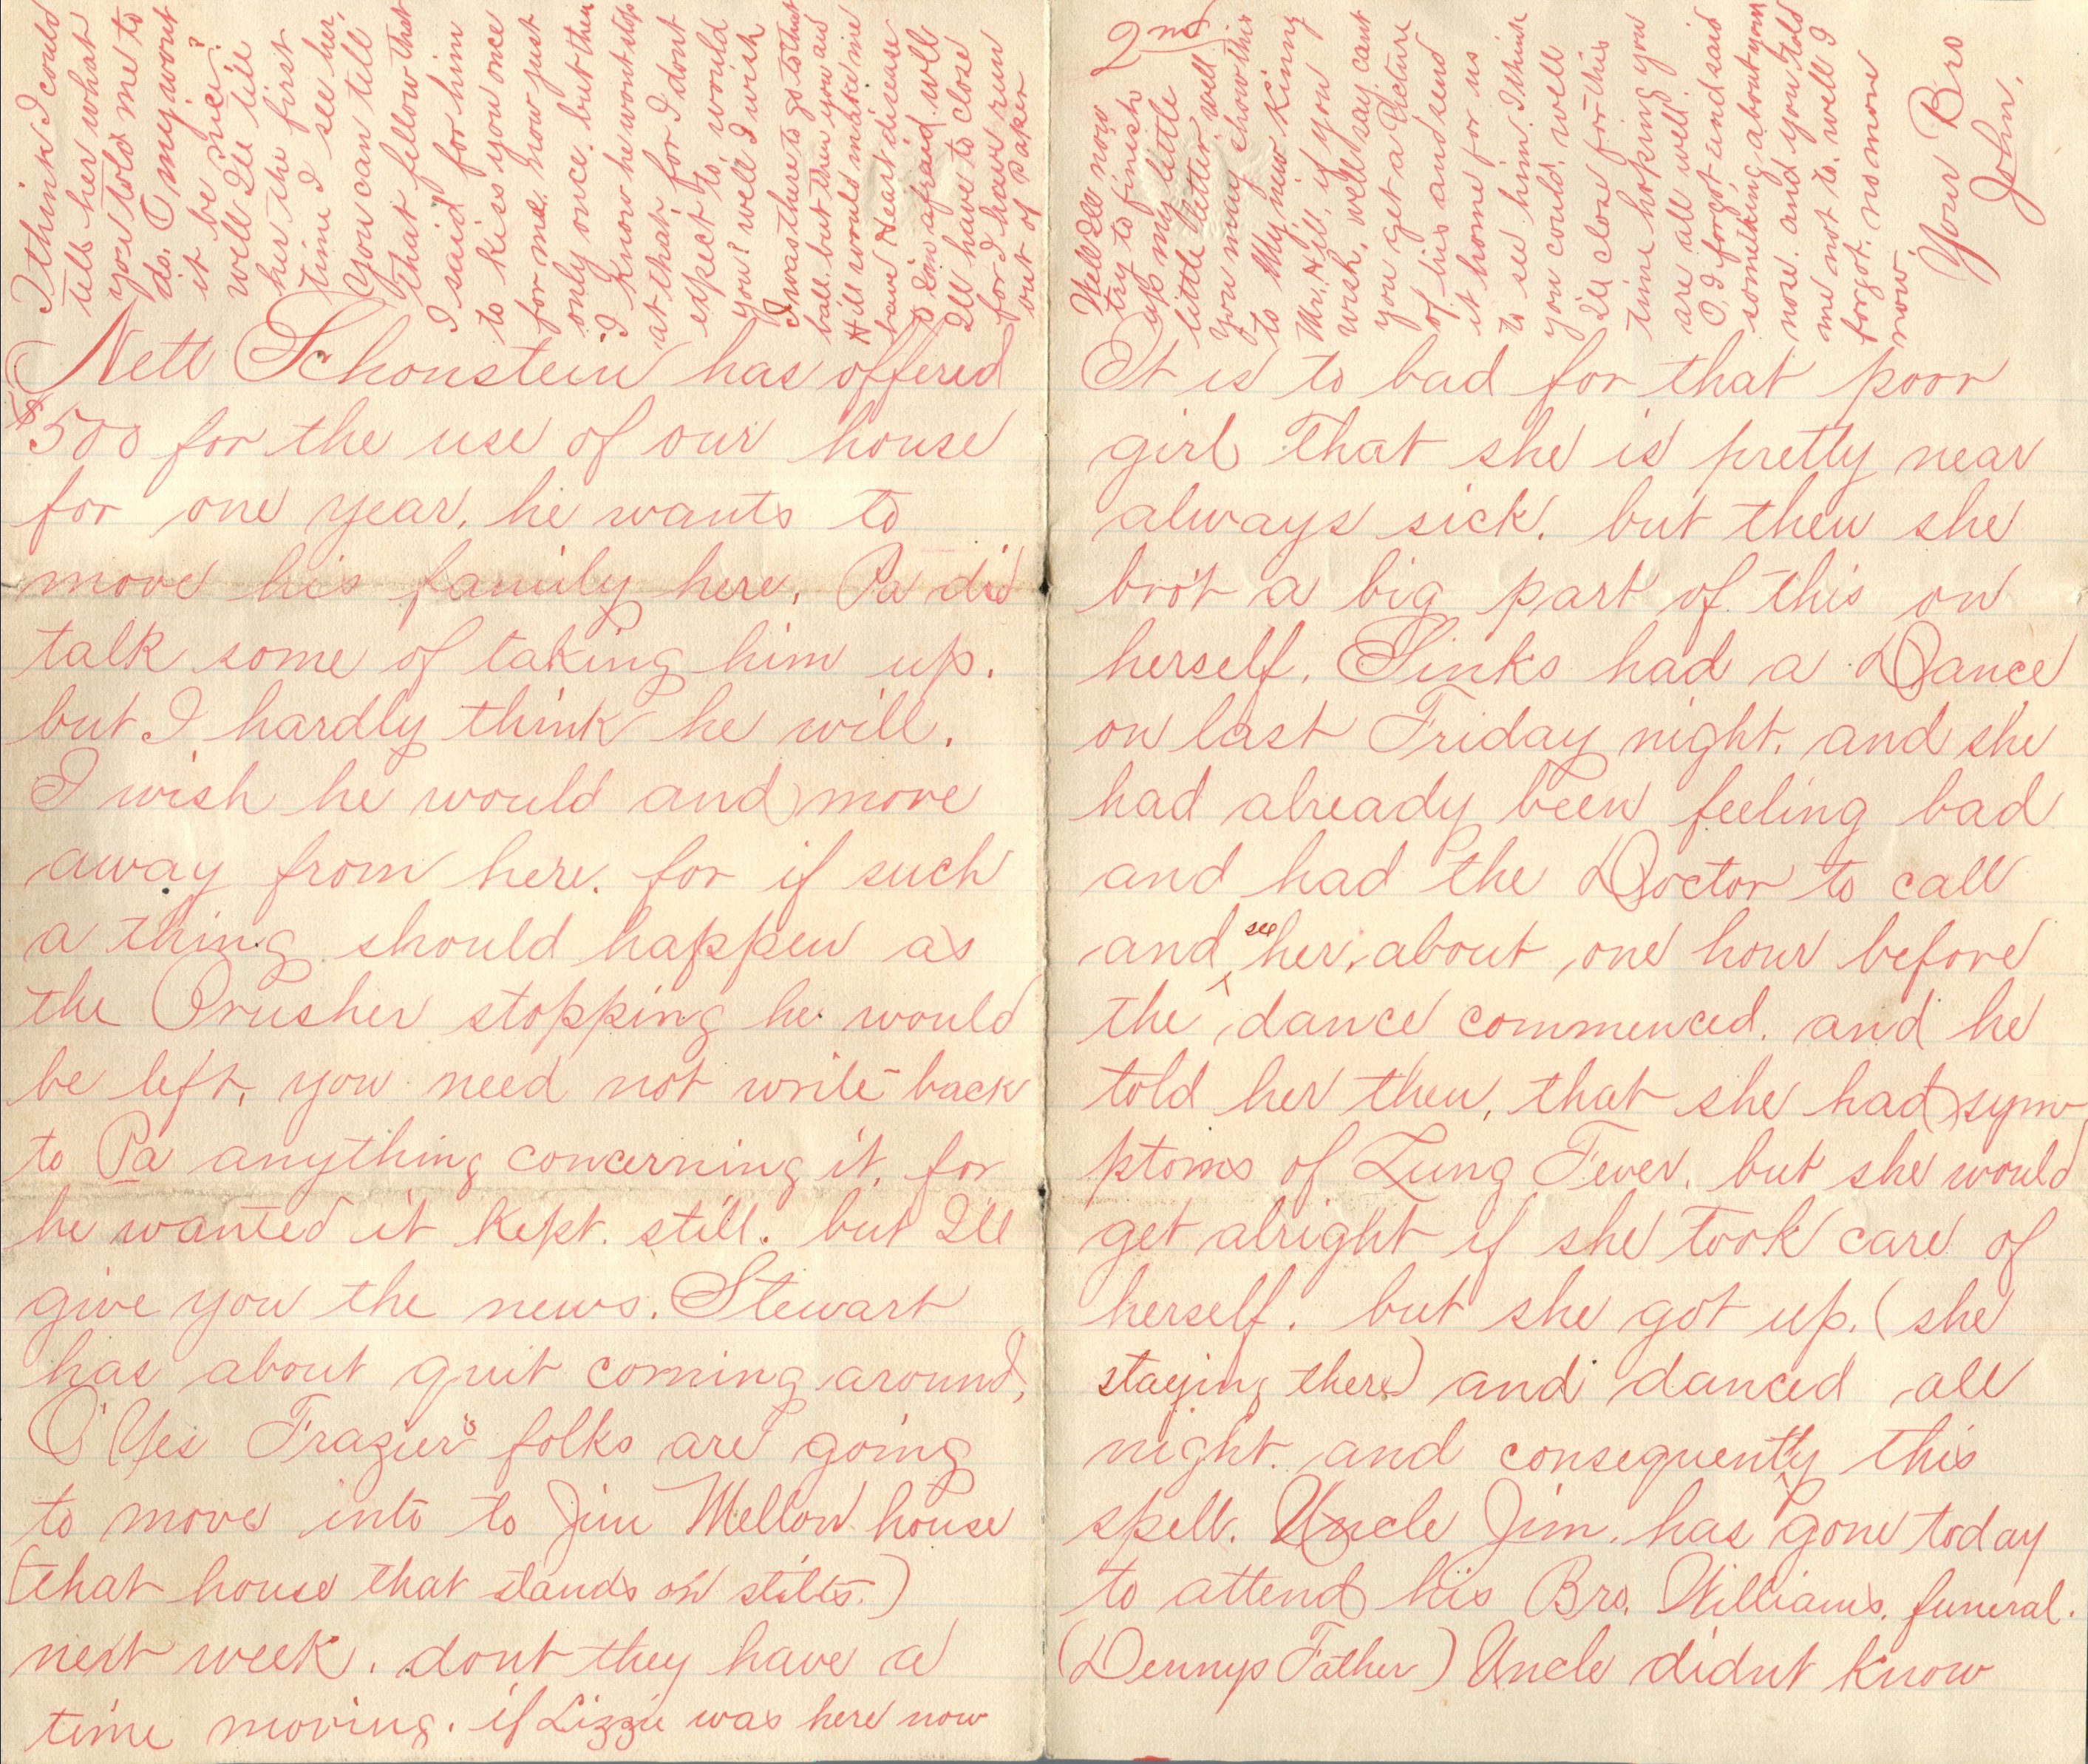 Nett Schonstein has offered
$500 for the use of our house
for one year, he wants to
move his family here, Pa did
talk some of taking him up.
but I hardly think he will.
I wish he would and move
away from here. for if such
a thing should happen as
the Crusher stopping he would
be left, you need not write back
to Pa anything concerning it, for
he wanted it kept still. but Ill
give you the news. Stewart
has about quit coming around,
O Yes Frazier's folks are going
to move into to Jim Mellow house
(that house that stands on stilts.)
next week. dont they have a
time moving. if Lizzie was here now
I think I could
tell her what
you told me to
do. O my wont
it be nice?
well Ill tell
her the first
time I see her,
You can tell
that fellow that
I said for him
to kiss you once
for me. now just
only once. but then
I know he wont stop
at that, for I dont
expect to, would
you? well I wish
I was there to go to that
ball. but then you and
Hill would make me
have Heart disease
I'm afraid. well
Ill have to close
for I have run
out of paper
2nd
It is to bad for that poor
girl That she is pretty near
always sick. but then she
bro't a big part of this on
herself. Sinks had a Dance
on last Friday night. and she
had already been feeling bad
and had the Doctor to call
and see her, about one hour before
the dance commenced. and he
told her then, that she had sym
ptoms of Lung Fever. but she would
get alright if she took care of
herself. but she got up. (she
staying there) and danced all
night. and consequently this
spell. Uncle Jim. has gone today
to attend his Bro. Williams. funeral.
(Dennys Father) Uncle didnt know
Well Ill now
try to finish
up my little
little letter well
you may show this
to My new King
Mr. Hill, if you
wish, well say cant
you get a Picture
of his and send
it home for us
to see him. I think
you could, well
Ill close for this
time hoping you
are all well.
O, I forgot and said
something about your
nose. and you told
me not to. well I
forgot. no more
now.
Your Bro
John.